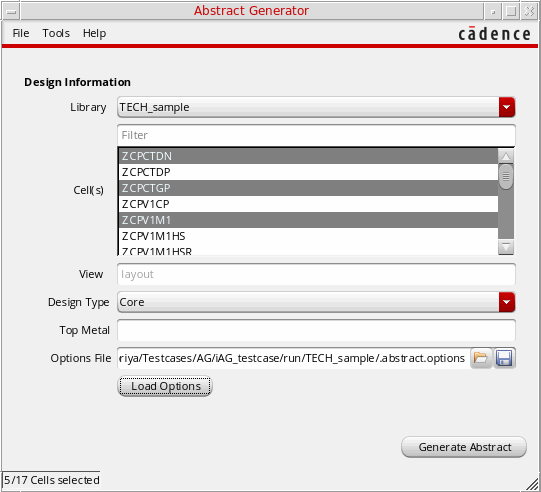 Abstract Generator
File Tools Help
cādence
Design Information
Library TECH_sample
Filter
Cell(s)
ZCPCTDN
ZCPCTDP
ZCPCTGP
ZCPV1CP
ZCPV1M1
ZCPV1M1HS
ZCPV1M1HSR
View layout
Design Type Core
Top Metal
Options File riya/Testcases/AG/iAG_testcase/run/TECH_sample/.abstract.options
Load Options
Generate Abstract
5/17 Cells selected